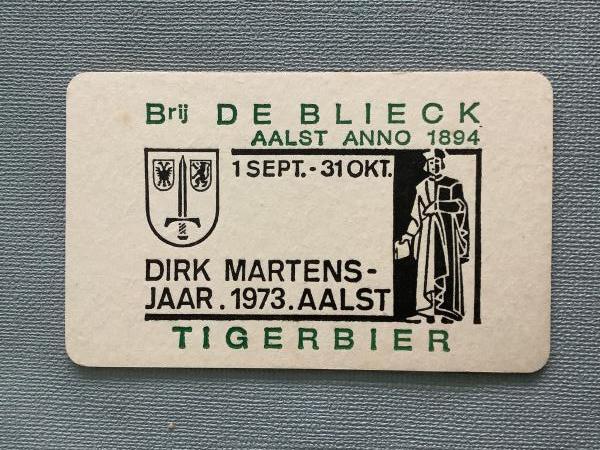 Brij DE BLIECK
AALST ANNO 1894
1 SEPT. - 31 OKT.
DIRK MARTENS-
JAAR . 1973 . AALST
TIGERBIER